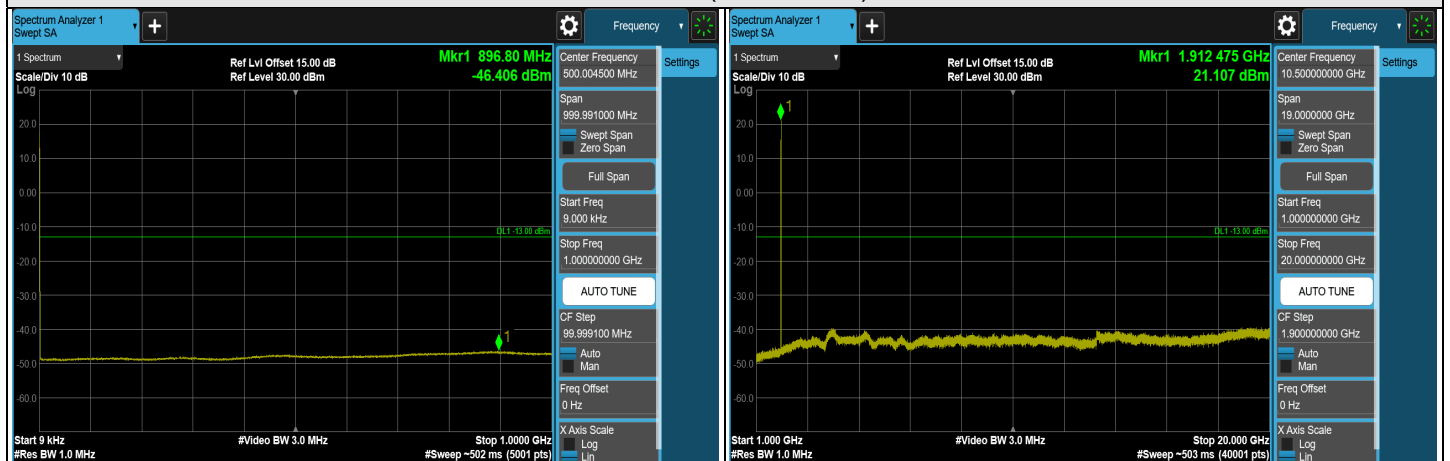 Spectrum Analyzer 1
Swept SA
+
Frequency
1 Spectrum
Scale/Div 10 dB
Log
Ref Lvl Offset 15.00 dB
Ref Level 30.00 dBm
Mkr1 896.80 MHz
-46.406 dBm
20.0
10.0
0.00
-10.0
-20.0
-30.0
-40.0
-50.0
-60.0
DL1 -13.00 dBm
1
Start 9 kHz
#Res BW 1.0 MHz
#Video BW 3.0 MHz
Stop 1.0000 GHz
#Sweep ~502 ms (5001 pts)
Center Frequency
500.004500 MHz
Settings
Span
999.991000 MHz
Swept Span
Zero Span
Full Span
Start Freq
9.000 kHz
Stop Freq
1.000000000 GHz
AUTO TUNE
CF Step
99.999100 MHz
Auto
Man
Freq Offset
0 Hz
X Axis Scale
Log
Lin
Spectrum Analyzer 1
Swept SA
+
Frequency
1 Spectrum
Scale/Div 10 dB
Log
Ref Lvl Offset 15.00 dB
Ref Level 30.00 dBm
Mkr1 1.912 475 GHz
21.107 dBm
1
20.0
10.0
0.00
-10.0
-20.0
-30.0
-40.0
-50.0
-60.0
DL1 -13.00 dBm
Start 1.000 GHz
#Res BW 1.0 MHz
#Video BW 3.0 MHz
Stop 20.000 GHz
#Sweep ~503 ms (40001 pts)
Center Frequency
10.500000000 GHz
Settings
Span
19.0000000 GHz
Swept Span
Zero Span
Full Span
Start Freq
1.000000000 GHz
Stop Freq
20.000000000 GHz
AUTO TUNE
CF Step
1.900000000 GHz
Auto
Man
Freq Offset
0 Hz
X Axis Scale
Log
Lin